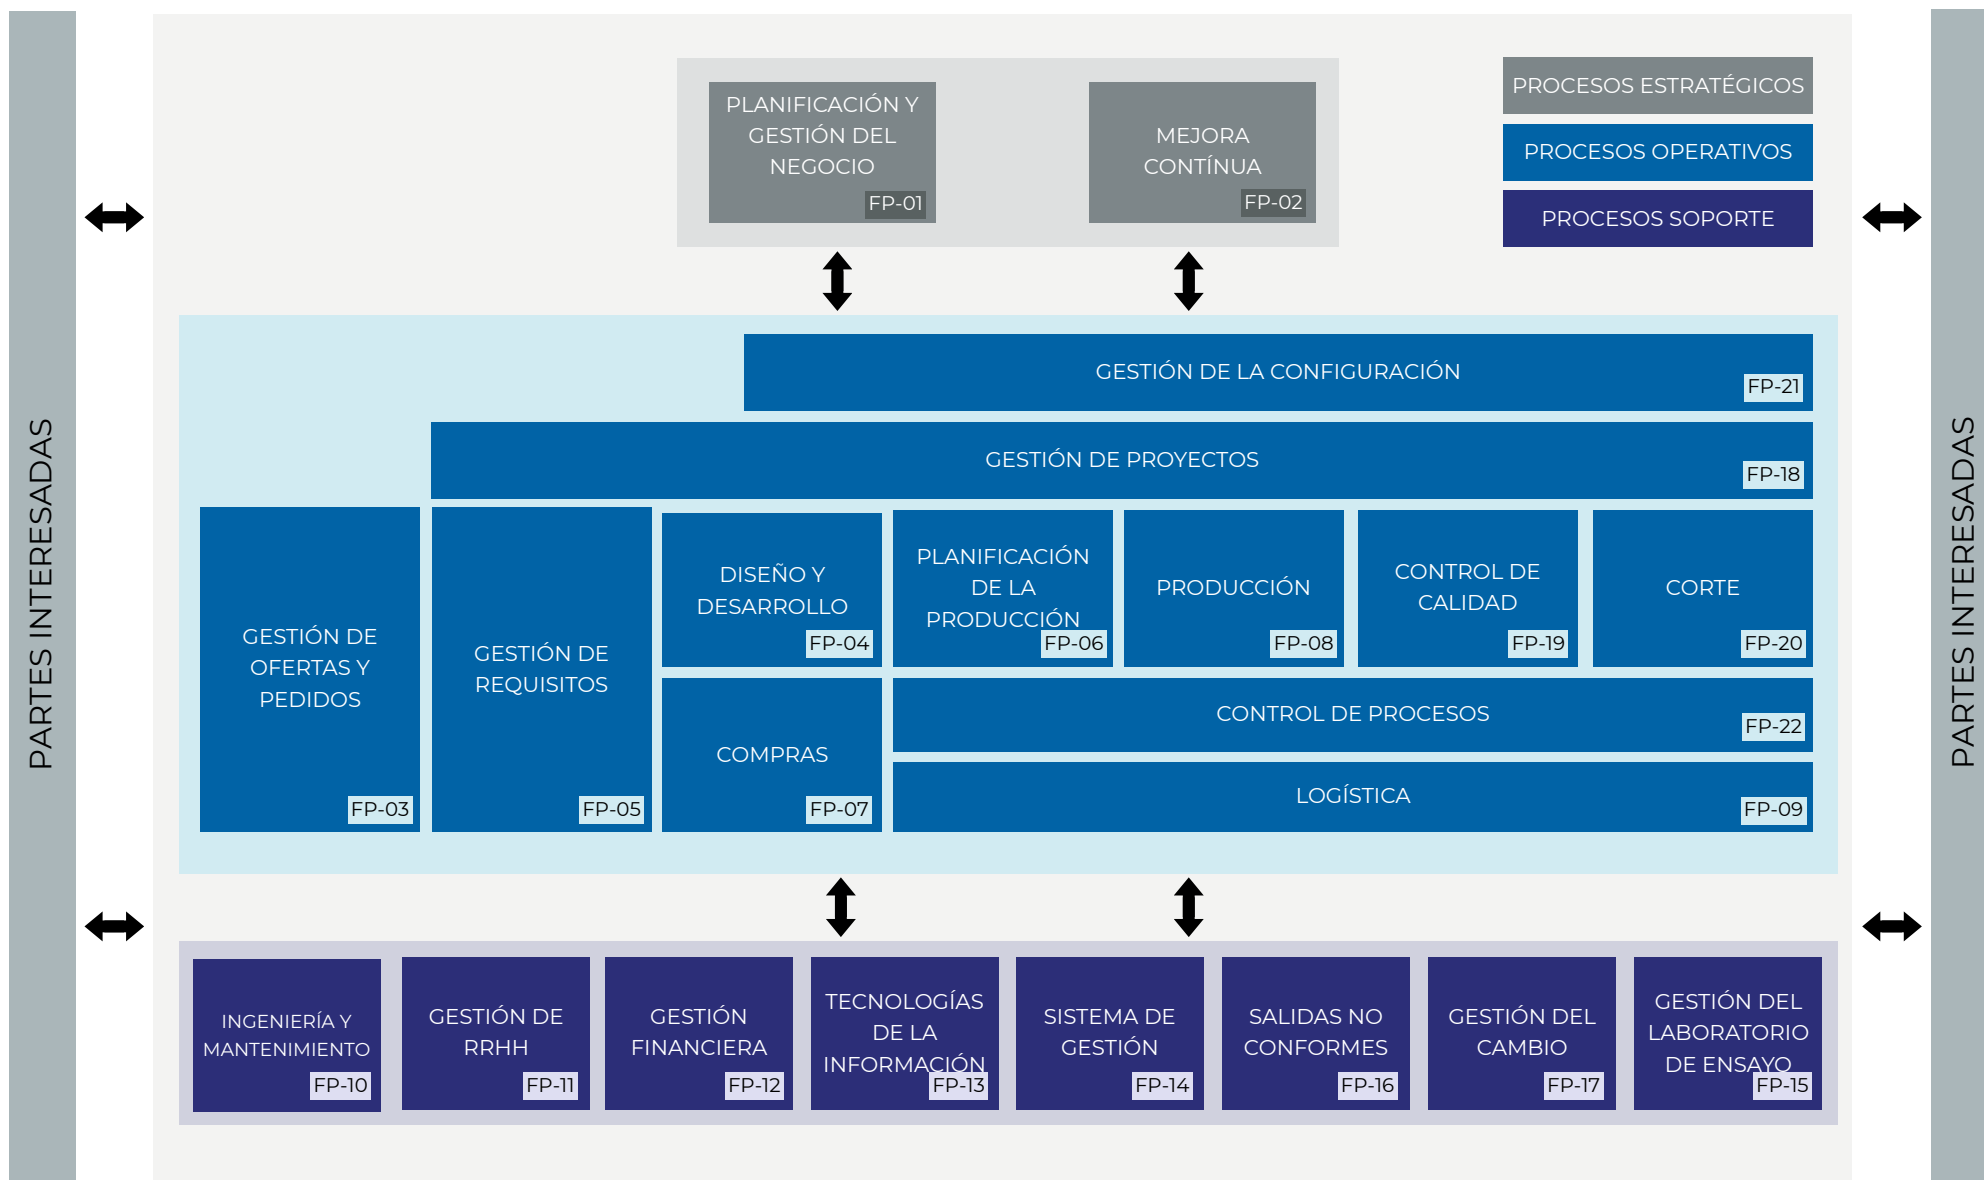 PARTES INTERESADAS
PLANIFICACIÓN Y
GESTIÓN DEL
NEGOCIO
FP-01
MEJORA
CONTÍNUA
FP-02
PROCESOS ESTRATÉGICOS
PROCESOS OPERATIVOS
PROCESOS SOPORTE
GESTIÓN DE LA CONFIGURACIÓN
FP-21
GESTIÓN DE PROYECTOS
FP-18
GESTIÓN DE
OFERTAS Y
PEDIDOS
FP-03
GESTIÓN DE
REQUISITOS
FP-05
DISEÑO Y
DESARROLLO
FP-04
PLANIFICACIÓN
DE LA
PRODUCCIÓN
FP-06
PRODUCCIÓN
FP-08
CONTROL DE
CALIDAD
FP-19
CORTE
FP-20
COMPRAS
FP-07
CONTROL DE PROCESOS
FP-22
LOGÍSTICA
FP-09
INGENIERÍA Y
MANTENIMIENTO
FP-10
GESTIÓN DE
RRHH
FP-11
GESTIÓN
FINANCIERA
FP-12
TECNOLOGÍAS
DE LA
INFORMACIÓN
FP-13
SISTEMA DE
GESTIÓN
FP-14
SALIDAS NO
CONFORMES
FP-16
GESTIÓN DEL
CAMBIO
FP-17
GESTIÓN DEL
LABORATORIO
DE ENSAYO
FP-15
PARTES INTERESADAS